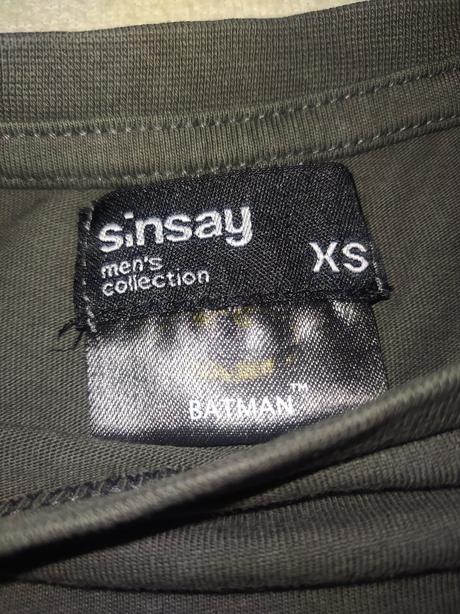 sinsay
men's
collection
XS
BATMAN™